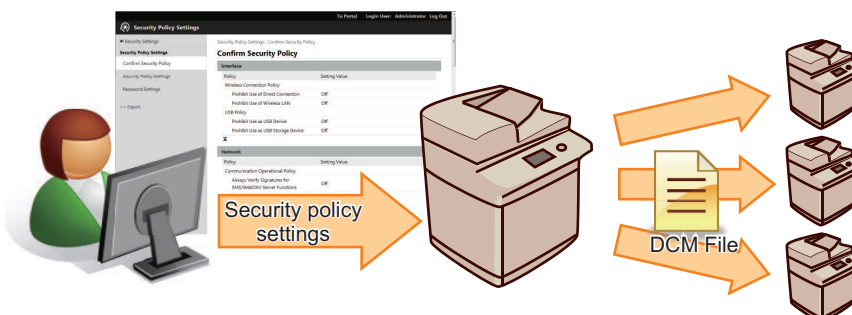 To Portal Login User: Administrator Log Out
Security Policy Settings
Security Settings
Security Policy Settings
Confirm Security Policy
Security Policy Settings
Password Settings
>> Export
Security Policy Settings: Confirm Security Policy
Confirm Security Policy
Interface
Policy Setting Value
Wireless Connection Policy
Prohibit Use of Direct Connection Off
Prohibit Use of Wireless LAN Off
USB Policy
Prohibit Use as USB Device Off
Prohibit Use as USB Storage Device Off
Network
Policy Setting Value
Communication Operational Policy
Always Verify Signatures for
SMS/WebDAV Server Functions Off
Security policy
settings
DCM File